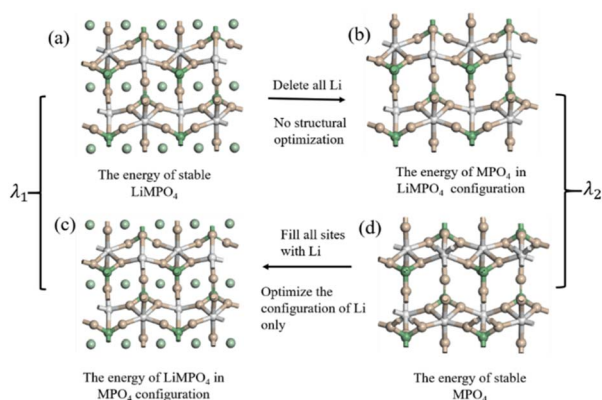 (a)
(b)
Delete all Li
No structural
optimization
The energy of stable
LiMPO₄
The energy of MPO₄ in
LiMPO₄ configuration
λ₁
λ₂
(c)
(d)
Fill all sites
with Li
Optimize the
configuration of Li
only
The energy of LiMPO₄ in
MPO₄ configuration
The energy of stable
MPO₄